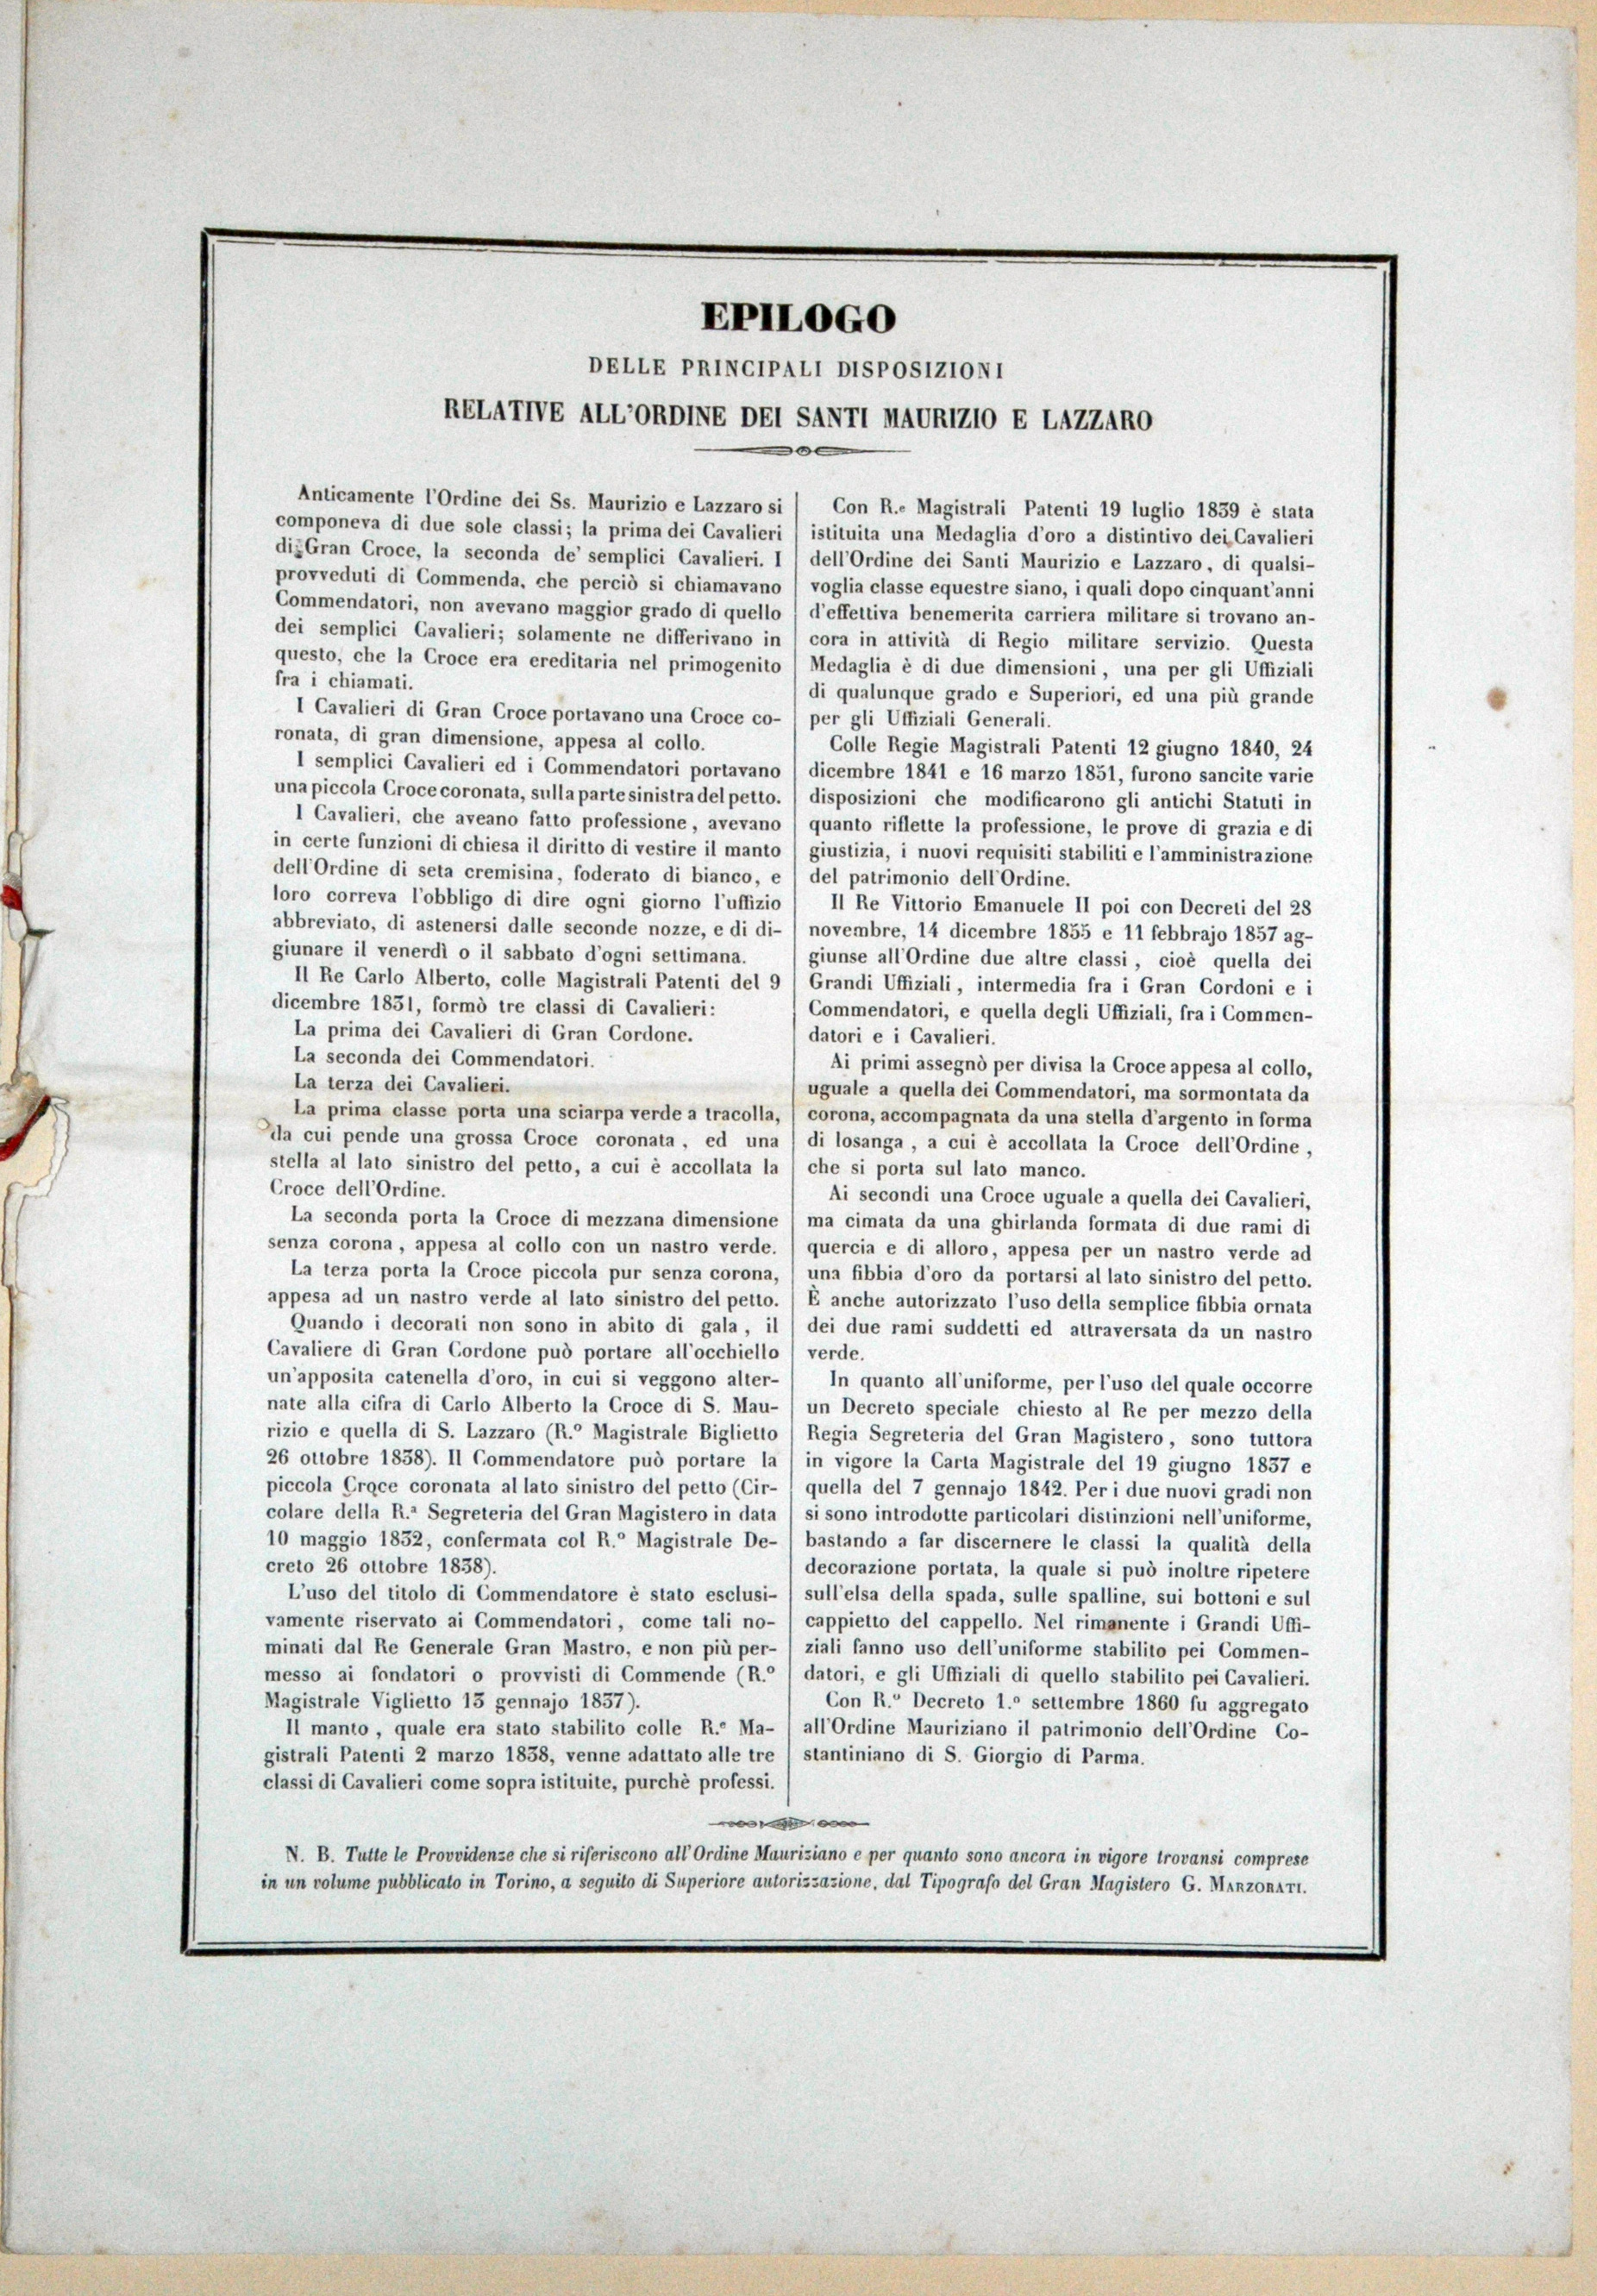 EPILOGO
DELLE PRINCIPALI DISPOSIZIONI
RELATIVE ALL'ORDINE DEI SANTI MAURIZIO E LAZZARO
Anticamente l'Ordine dei Ss. Maurizio e Lazzaro si
componeva di due sole classi; la prima dei Cavalieri
di Gran Croce, la seconda de' semplici Cavalieri. I
provveduti di Commenda, che perciò si chiamavano
Commendatori, non avevano maggior grado di quello
dei semplici Cavalieri; solamente ne differivano in
questo, che la Croce era ereditaria nel primogenito
fra i chiamati.
I Cavalieri di Gran Croce portavano una Croce co-
ronata, di gran dimensione, appesa al collo.
I semplici Cavalieri ed i Commendatori portavano
una piccola Croce coronata, sulla parte sinistra del petto.
I Cavalieri, che aveano fatto professione, avevano
in certe funzioni di chiesa il diritto di vestire il manto
dell'Ordine di seta cremisina, foderato di bianco, e
loro correva l'obbligo di dire ogni giorno l'uffizio
abbreviato, di astenersi dalle seconde nozze, e di di-
giunare il venerdì o il sabbato d'ogni settimana.
Il Re Carlo Alberto, colle Magistrali Patenti del 9
dicembre 1831, formò tre classi di Cavalieri:
La prima dei Cavalieri di Gran Cordone.
La seconda dei Commendatori.
La terza dei Cavalieri.
La prima classe porta una sciarpa verde a tracolla,
da cui pende una grossa Croce coronata, ed una
stella al lato sinistro del petto, a cui è accollata la
Croce dell'Ordine.
La seconda porta la Croce di mezzana dimensione
senza corona, appesa al collo con un nastro verde.
La terza porta la Croce piccola pur senza corona,
appesa ad un nastro verde al lato sinistro del petto.
Quando i decorati non sono in abito di gala, il
Cavaliere di Gran Cordone può portare all'occhiello
un'apposita catenella d'oro, in cui si veggono alter-
nate alla cifra di Carlo Alberto la Croce di S. Mau-
rizio e quella di S. Lazzaro (R.º Magistrale Biglietto
26 ottobre 1838). Il Commendatore può portare la
piccola Croce coronata al lato sinistro del petto (Cir-
colare della R.ª Segreteria del Gran Magistero in data
10 maggio 1832, confermata col R.º Magistrale De-
creto 26 ottobre 1838).
L'uso del titolo di Commendatore è stato esclusi-
vamente riservato ai Commendatori, come tali no-
minati dal Re Generale Gran Mastro, e non più per-
messo ai fondatori o provvisti di Commende (R.º
Magistrale Viglietto 13 gennajo 1837).
Il manto, quale era stato stabilito colle R.e Ma-
gistrali Patenti 2 marzo 1838, venne adattato alle tre
classi di Cavalieri come sopra istituite, purchè professi.
Con R.e Magistrali Patenti 19 luglio 1839 è stata
istituita una Medaglia d'oro a distintivo dei Cavalieri
dell'Ordine dei Santi Maurizio e Lazzaro, di qualsi-
voglia classe equestre siano, i quali dopo cinquant'anni
d'effettiva benemerita carriera militare si trovano an-
cora in attività di Regio militare servizio. Questa
Medaglia è di due dimensioni, una per gli Uffiziali
di qualunque grado e Superiori, ed una più grande
per gli Uffiziali Generali.
Colle Regie Magistrali Patenti 12 giugno 1840, 24
dicembre 1841 e 16 marzo 1851, furono sancite varie
disposizioni che modificarono gli antichi Statuti in
quanto riflette la professione, le prove di grazia e di
giustizia, i nuovi requisiti stabiliti e l'amministrazione
del patrimonio dell'Ordine.
Il Re Vittorio Emanuele II poi con Decreti del 28
novembre, 14 dicembre 1855 e 11 febbrajo 1857 ag-
giunse all'Ordine due altre classi, cioè quella dei
Grandi Uffiziali, intermedia fra i Gran Cordoni e i
Commendatori, e quella degli Uffiziali, fra i Commen-
datori e i Cavalieri.
Ai primi assegnò per divisa la Croce appesa al collo,
uguale a quella dei Commendatori, ma sormontata da
corona, accompagnata da una stella d'argento in forma
di losanga, a cui è accollata la Croce dell'Ordine,
che si porta sul lato manco.
Ai secondi una Croce uguale a quella dei Cavalieri,
ma cimata da una ghirlanda formata di due rami di
quercia e di alloro, appesa per un nastro verde ad
una fibbia d'oro da portarsi al lato sinistro del petto.
È anche autorizzato l'uso della semplice fibbia ornata
dei due rami suddetti ed attraversata da un nastro
verde.
In quanto all'uniforme, per l'uso del quale occorre
un Decreto speciale chiesto al Re per mezzo della
Regia Segreteria del Gran Magistero, sono tuttora
in vigore la Carta Magistrale del 19 giugno 1837 e
quella del 7 gennajo 1842. Per i due nuovi gradi non
si sono introdotte particolari distinzioni nell'uniforme,
bastando a far discernere le classi la qualità della
decorazione portata, la quale si può inoltre ripetere
sull'elsa della spada, sulle spalline, sui bottoni e sul
cappietto del cappello. Nel rimanente i Grandi Uffi-
ziali fanno uso dell'uniforme stabilito pei Commen-
datori, e gli Uffiziali di quello stabilito pei Cavalieri.
Con R.º Decreto 1.º settembre 1860 fu aggregato
all'Ordine Mauriziano il patrimonio dell'Ordine Co-
stantiniano di S. Giorgio di Parma.
N. B. Tutte le Provvidenze che si riferiscono all'Ordine Mauriziano e per quanto sono ancora in vigore trovansi comprese
in un volume pubblicato in Torino, a seguito di Superiore autorizzazione, dal Tipografo del Gran Magistero G. MARZORATI.